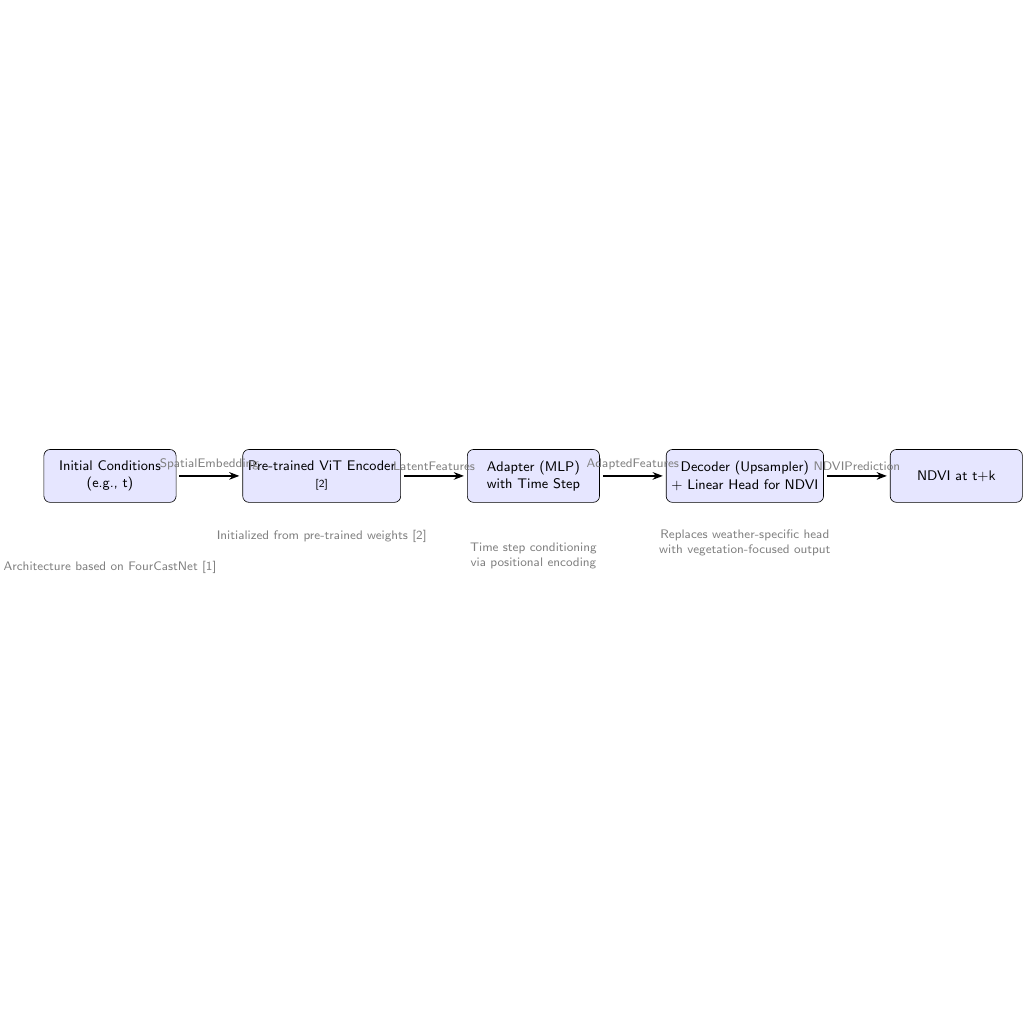 Initial Conditions
(e.g., t)
SpatialEmbedding
Pre-trained ViT Encoder
[2]
LatentFeatures
Adapter (MLP)
with Time Step
AdaptedFeatures
Decoder (Upsampler)
+ Linear Head for NDVI
NDVIPrediction
NDVI at t+k
Architecture based on FourCastNet [1]
Initialized from pre-trained weights [2]
Time step conditioning
via positional encoding
Replaces weather-specific head
with vegetation-focused output